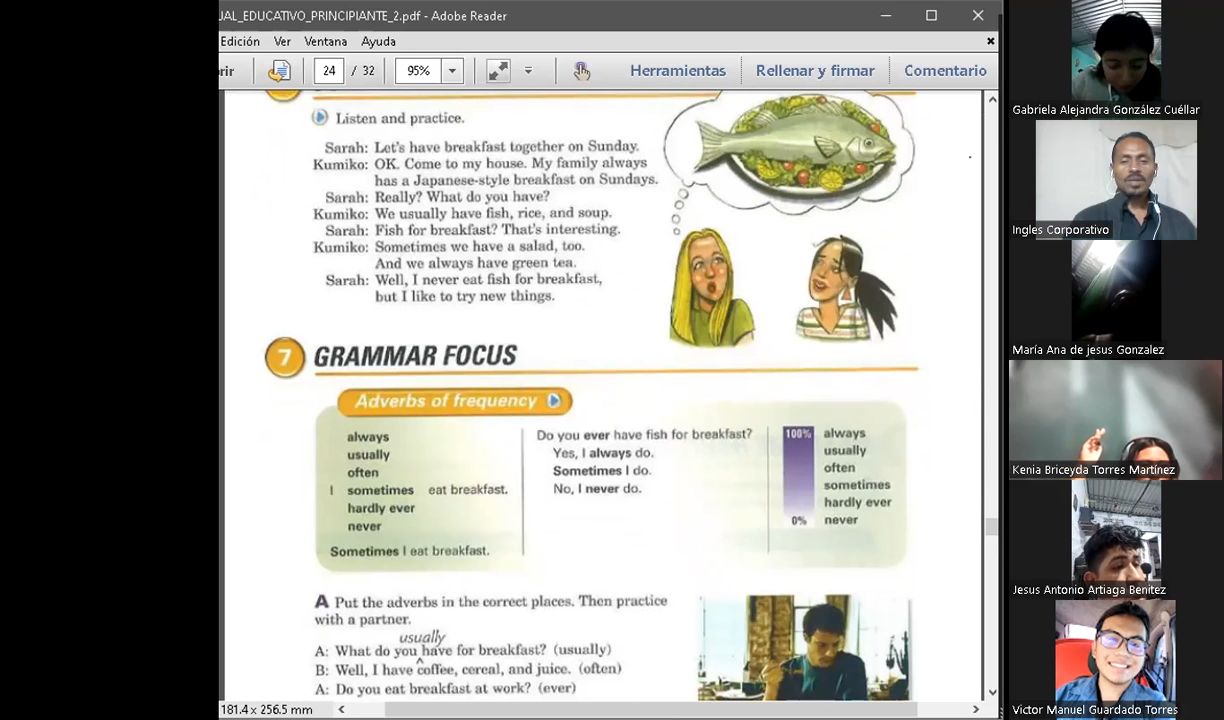 UAL_EDUCATIVO_PRINCIPIANTE_2.pdf - Adobe Reader
Edición Ver Ventana Ayuda
rir 24 / 32 95% Herramientas Rellenar y firmar Comentario
Listen and practice.
Sarah: Let's have breakfast together on Sunday.
Kumiko: OK. Come to my house. My family always
has a Japanese-style breakfast on Sundays.
Sarah: Really? What do you have?
Kumiko: We usually have fish, rice, and soup.
Sarah: Fish for breakfast? That's interesting.
Kumiko: Sometimes we have a salad, too.
And we always have green tea.
Sarah: Well, I never eat fish for breakfast,
but I like to try new things.
7 GRAMMAR FOCUS
Adverbs of frequency
always
usually
often
I sometimes eat breakfast.
hardly ever
never
Sometimes I eat breakfast.
Do you ever have fish for breakfast?
Yes, I always do.
Sometimes I do.
No, I never do.
100% always
usually
often
sometimes
hardly ever
0% never
A Put the adverbs in the correct places. Then practice
with a partner.
usually
A: What do you have for breakfast? (usually)
B: Well, I have coffee, cereal, and juice. (often)
A: Do you eat breakfast at work? (ever)
181.4 x 256.5 mm
Gabriela Alejandra González Cuéllar
Ingles Corporativo
María Ana de jesus Gonzalez
Kenia Briceyda Torres Martínez
Jesus Antonio Artiaga Benitez
Victor Manuel Guardado Torres